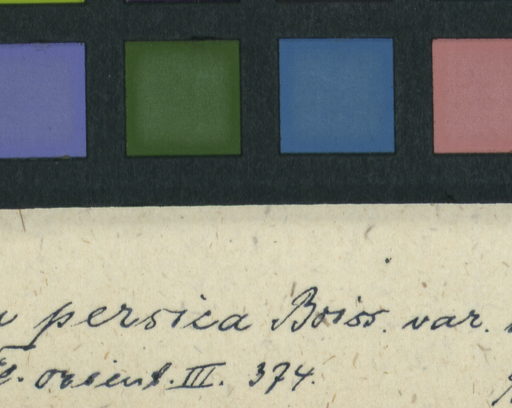 persica Boiss. var.
orient. III. 374.